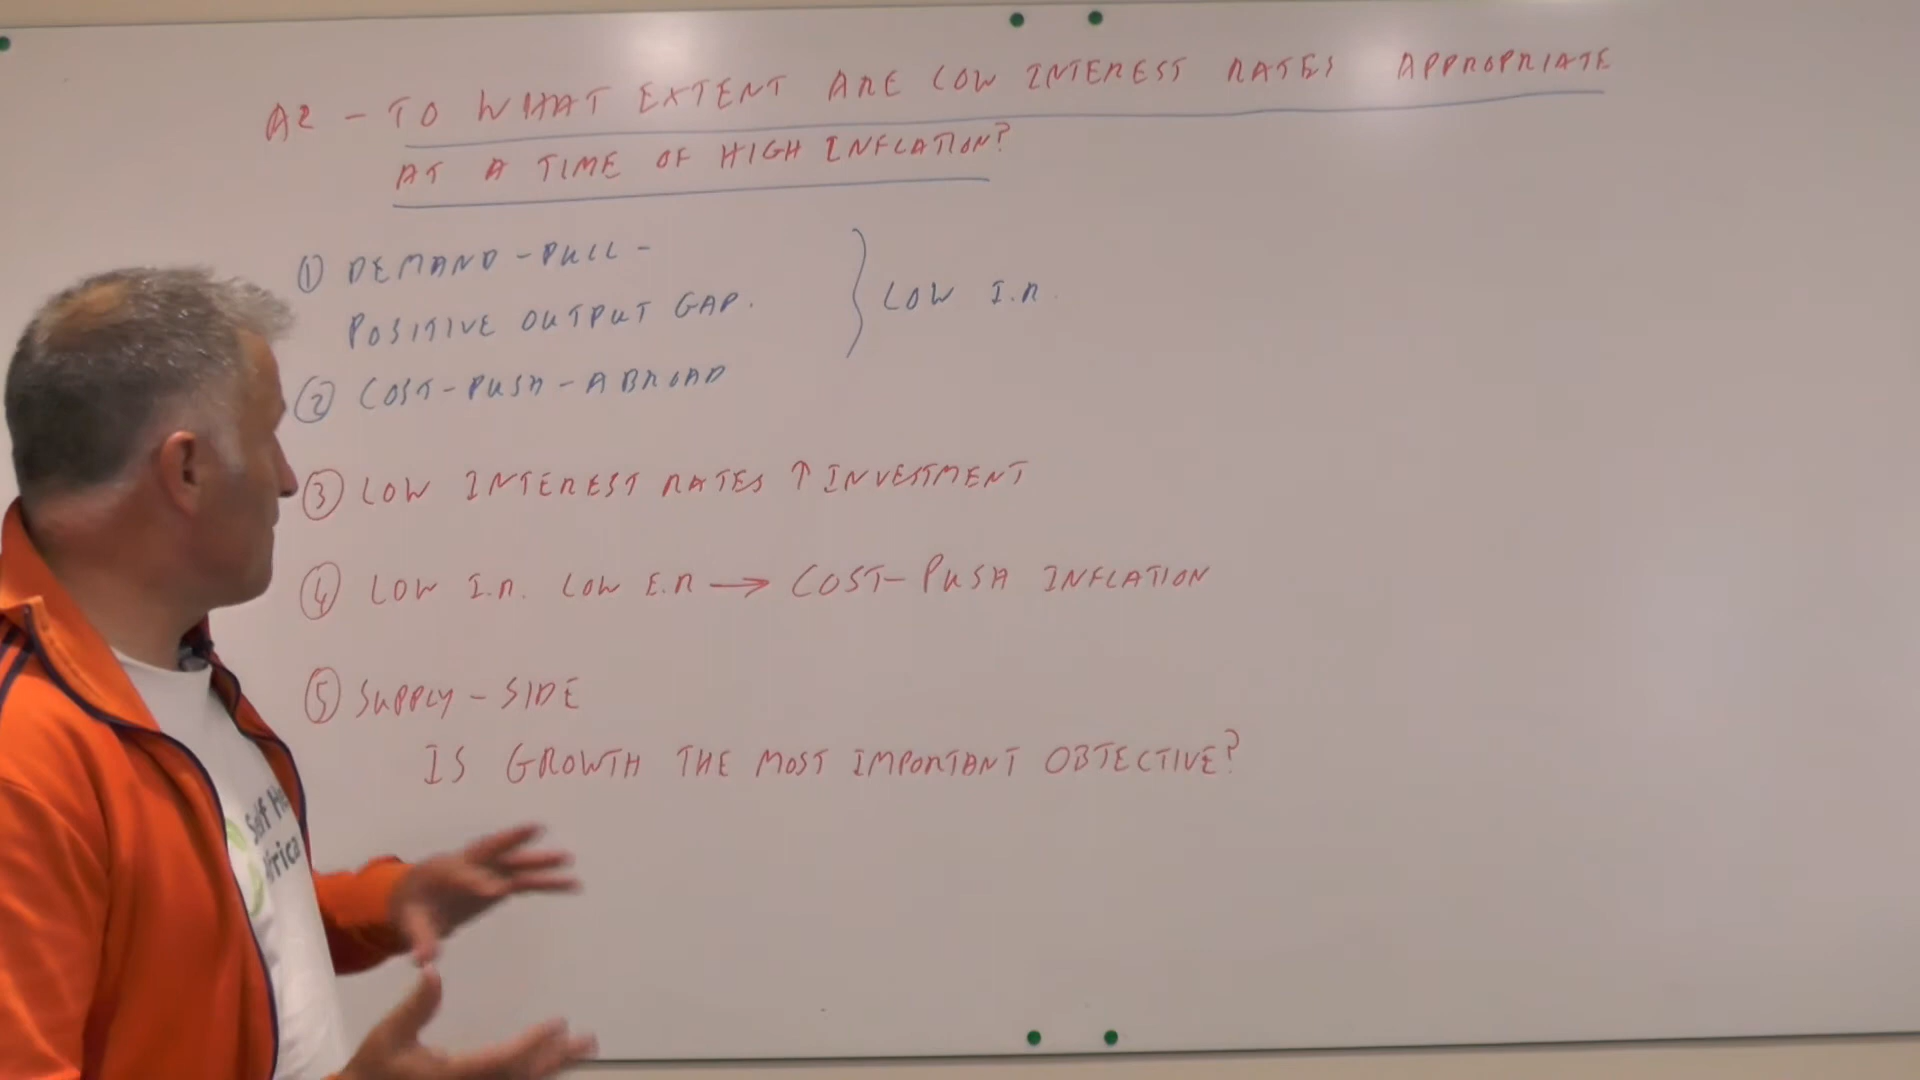 A2 - TO WHAT EXTENT ARE LOW INTEREST RATES APPROPRIATE
AT A TIME OF HIGH INFLATION?
① DEMAND-PULL -
POSITIVE OUTPUT GAP.
} LOW I.R.
② COST-PUSH-ABROAD
③ LOW INTEREST RATES ↑ INVESTMENT
④ LOW I.R. LOW E.R → COST-PUSH INFLATION
⑤ SUPPLY-SIDE
IS GROWTH THE MOST IMPORTANT OBJECTIVE?
Self